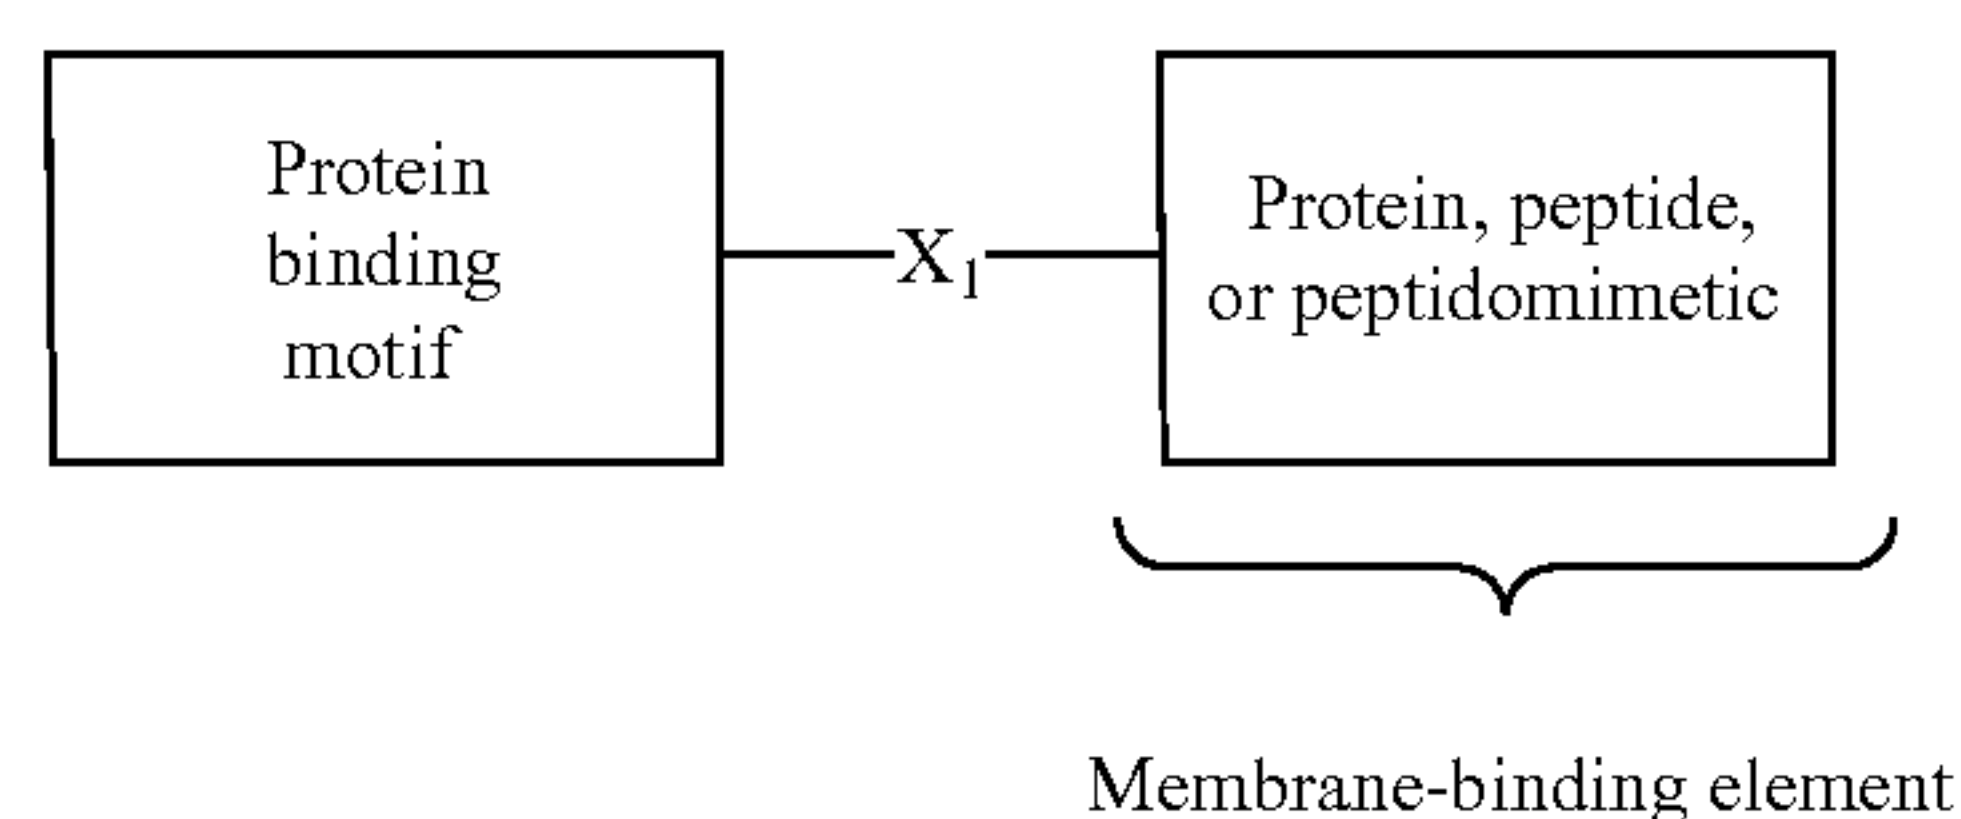 Protein
binding
motif
X₁
Protein, peptide,
or peptidomimetic
Membrane-binding element